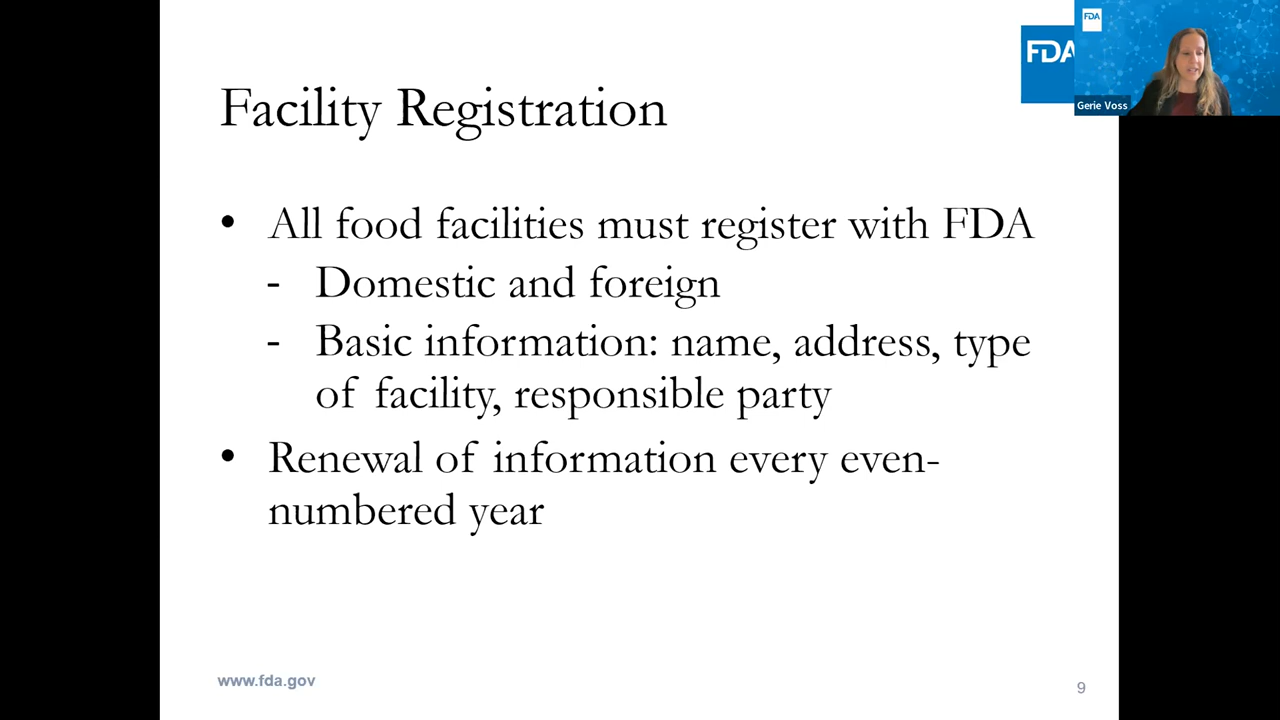 FDA
FDA
Gerie Voss
Facility Registration
• All food facilities must register with FDA
- Domestic and foreign
- Basic information: name, address, type
of facility, responsible party
• Renewal of information every even-
numbered year
www.fda.gov
9